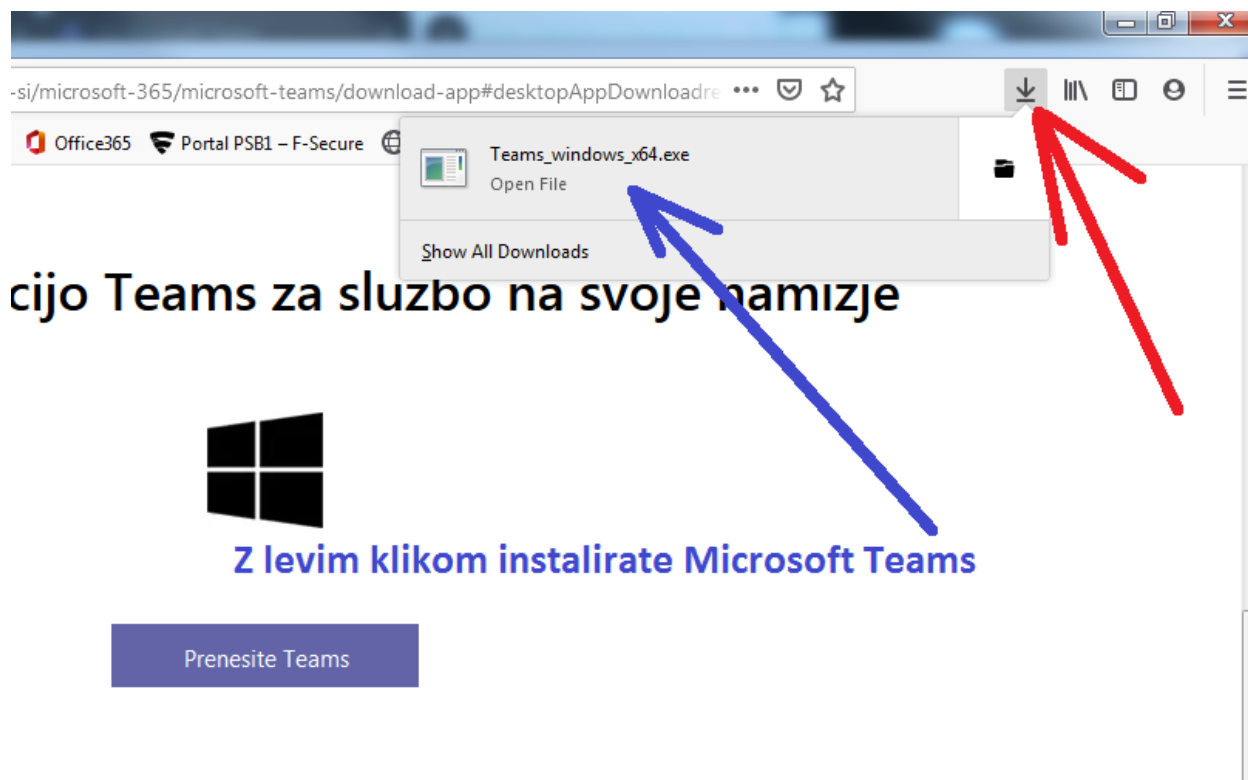 -si/microsoft-365/microsoft-teams/download-app#desktopAppDownloadre
Office365 Portal PSB1 – F-Secure
Teams_windows_x64.exe
Open File
Show All Downloads
cijo Teams za službo na svoje namizje
Z levim klikom instalirate Microsoft Teams
Prenesite Teams